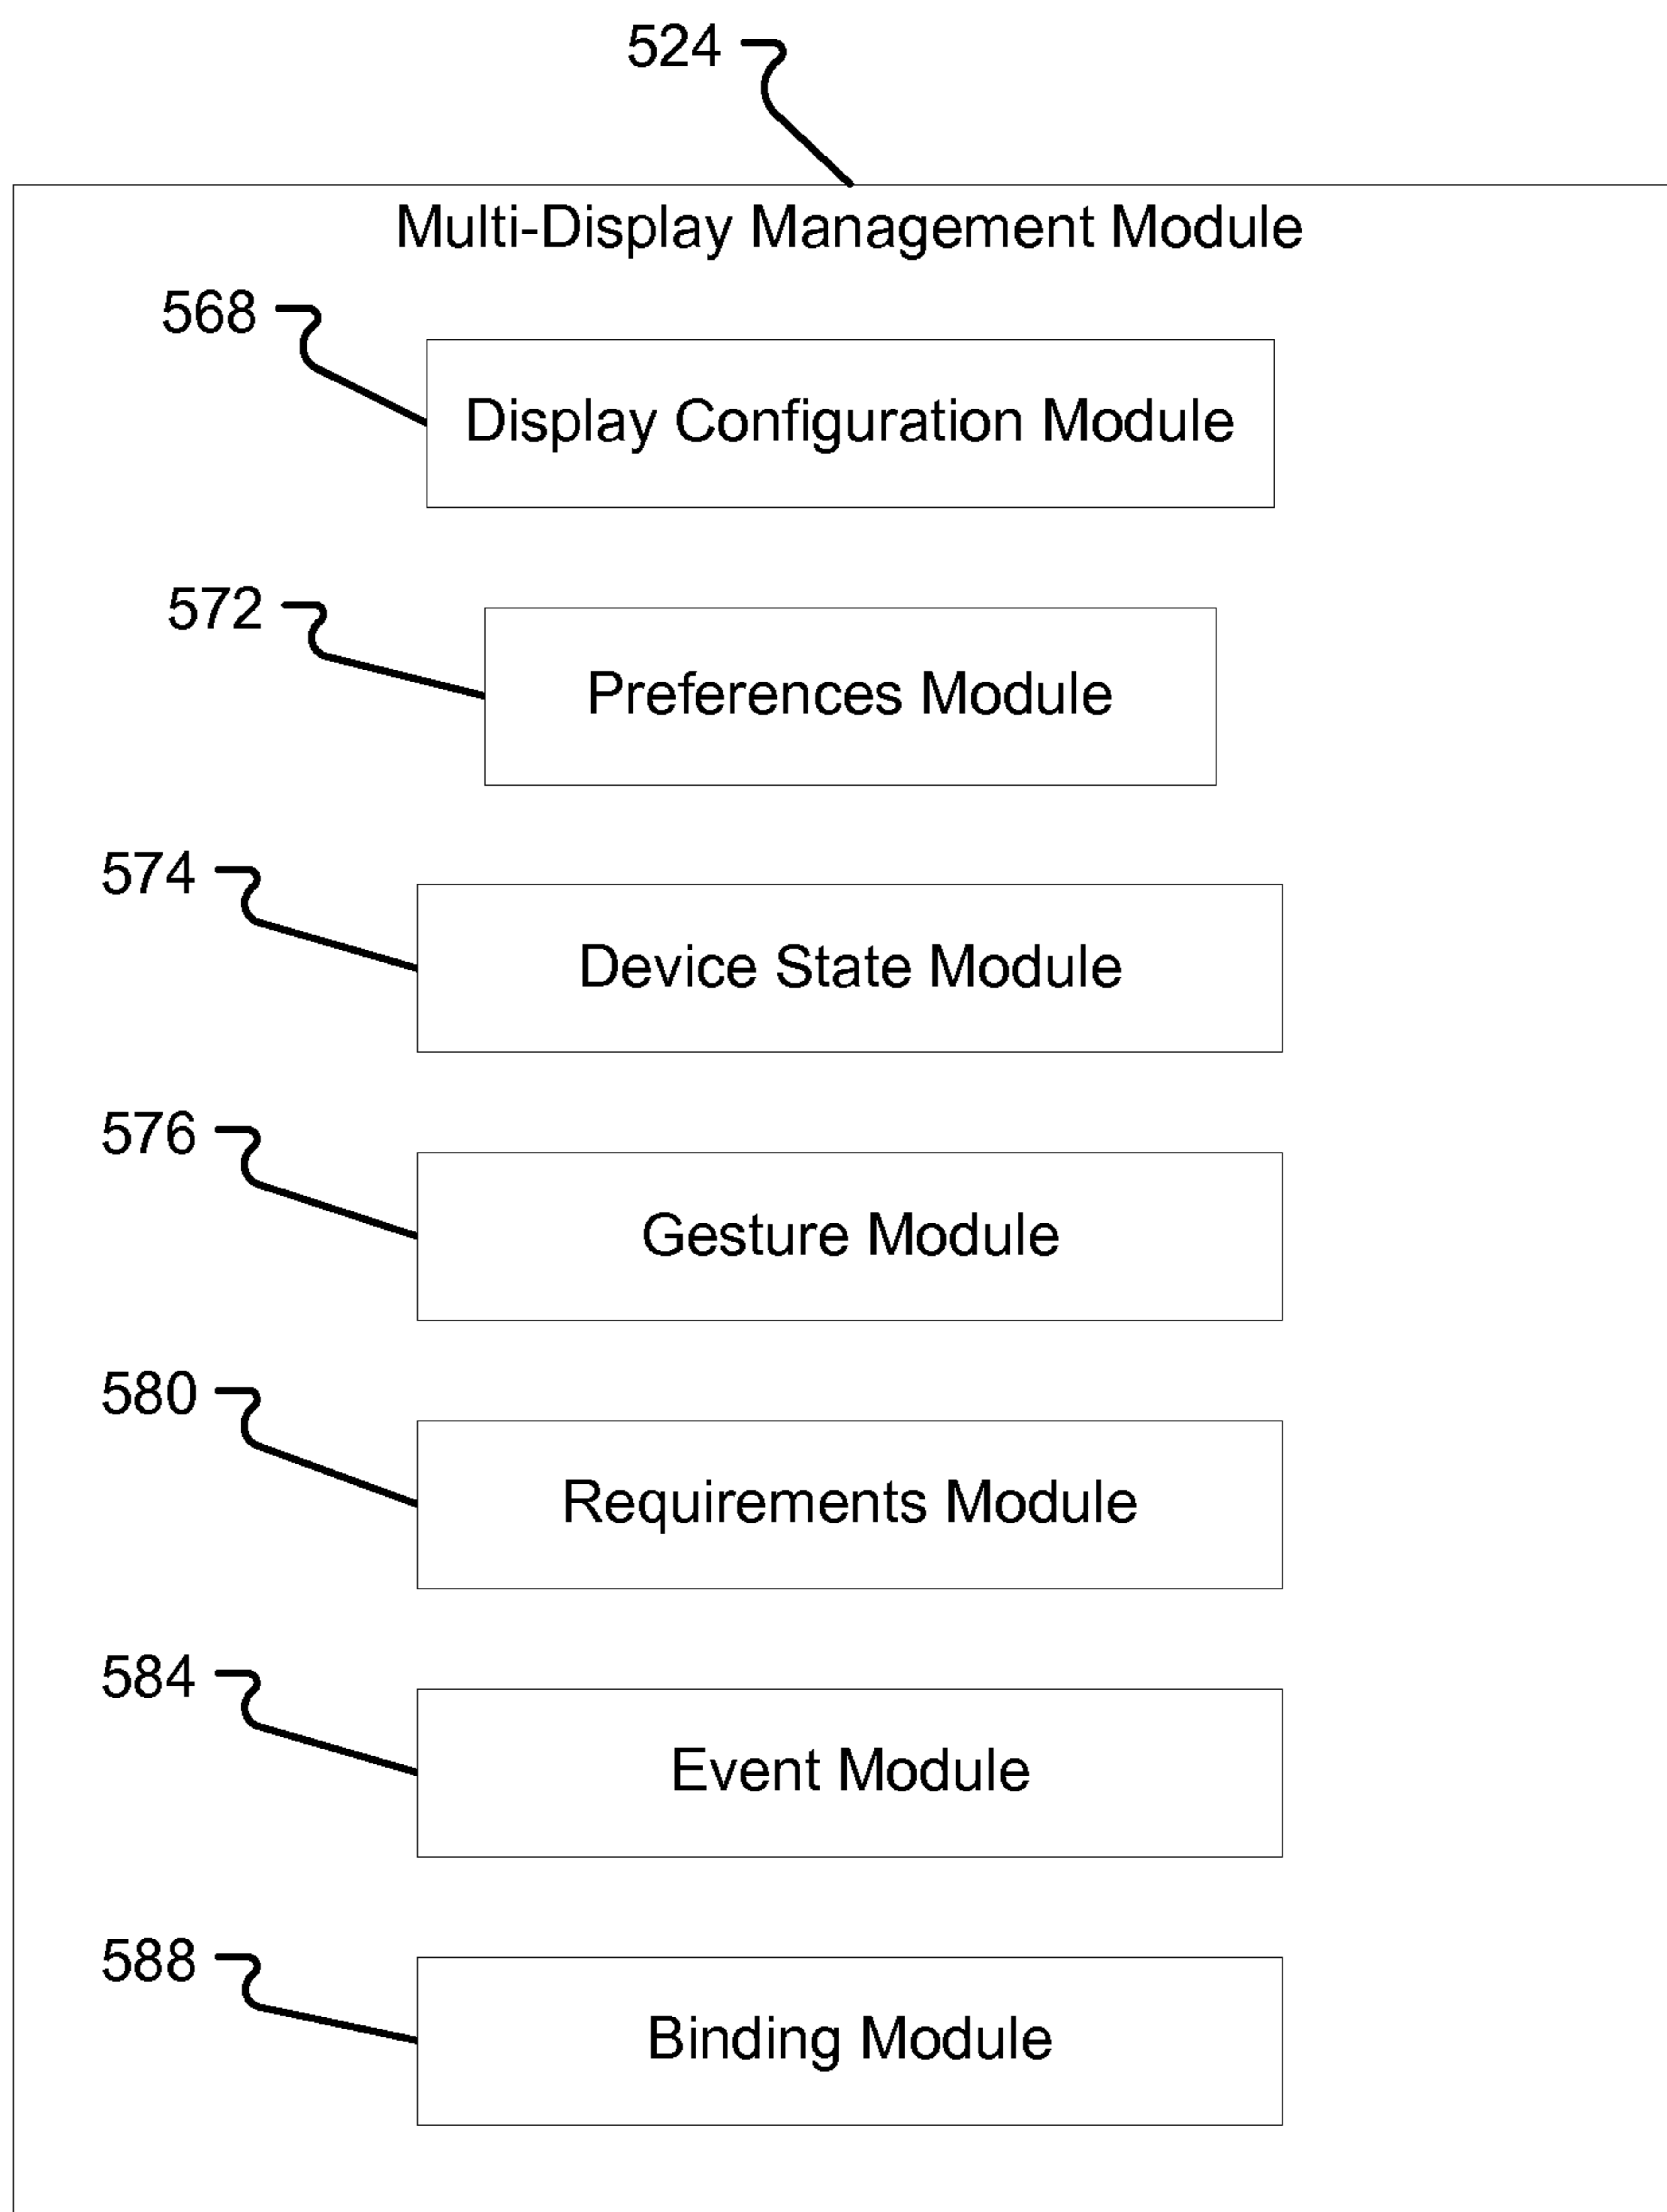 524
Multi-Display Management Module
568
Display Configuration Module
572
Preferences Module
574
Device State Module
576
Gesture Module
580
Requirements Module
584
Event Module
588
Binding Module